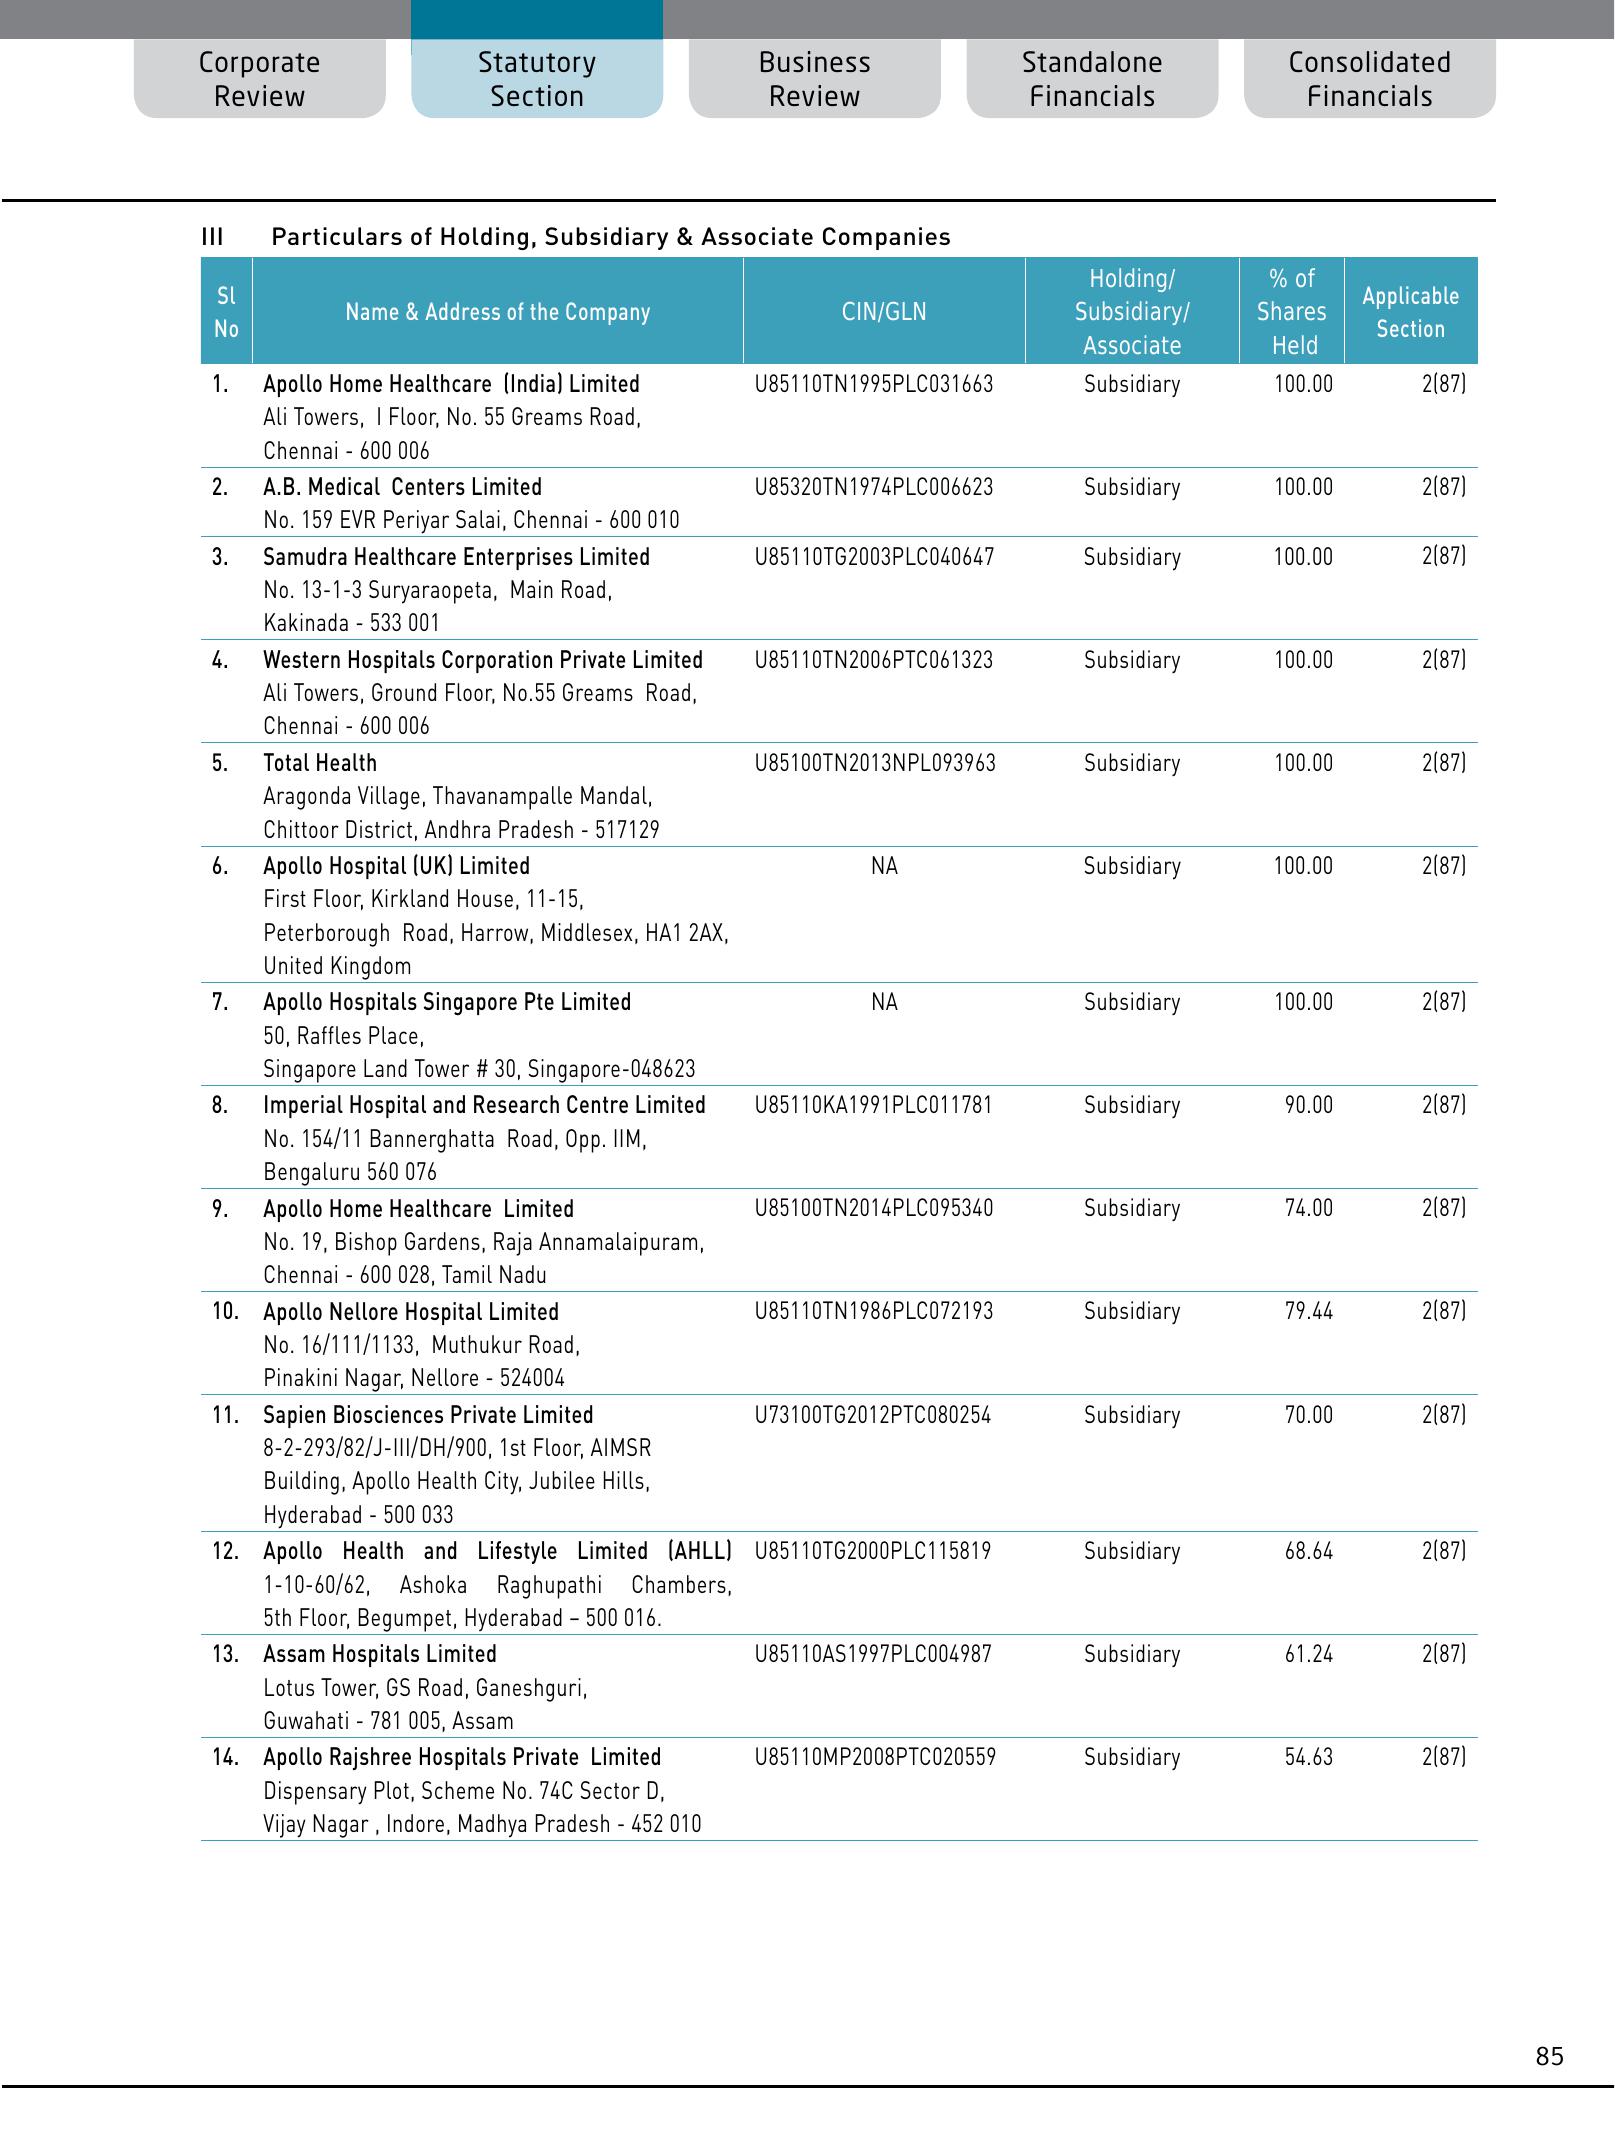 Corporate Review
Statutory Section
Business Review
Standalone Financials
Consolidated Financials
III Particulars of Holding, Subsidiary & Associate Companies
Sl No | Name & Address of the Company | CIN/GLN | Holding/ Subsidiary/ Associate | % of Shares Held | Applicable Section
1. Apollo Home Healthcare (India) Limited U85110TN1995PLC031663 Subsidiary 100.00 2(87)
Ali Towers, I Floor, No. 55 Greams Road,
Chennai - 600 006
2. A.B. Medical Centers Limited U85320TN1974PLC006623 Subsidiary 100.00 2(87)
No. 159 EVR Periyar Salai, Chennai - 600 010
3. Samudra Healthcare Enterprises Limited U85110TG2003PLC040647 Subsidiary 100.00 2(87)
No. 13-1-3 Suryaraopeta, Main Road,
Kakinada - 533 001
4. Western Hospitals Corporation Private Limited U85110TN2006PTC061323 Subsidiary 100.00 2(87)
Ali Towers, Ground Floor, No.55 Greams Road,
Chennai - 600 006
5. Total Health U85100TN2013NPL093963 Subsidiary 100.00 2(87)
Aragonda Village, Thavanampalle Mandal,
Chittoor District, Andhra Pradesh - 517129
6. Apollo Hospital (UK) Limited NA Subsidiary 100.00 2(87)
First Floor, Kirkland House, 11-15,
Peterborough Road, Harrow, Middlesex, HA1 2AX,
United Kingdom
7. Apollo Hospitals Singapore Pte Limited NA Subsidiary 100.00 2(87)
50, Raffles Place,
Singapore Land Tower # 30, Singapore-048623
8. Imperial Hospital and Research Centre Limited U85110KA1991PLC011781 Subsidiary 90.00 2(87)
No. 154/11 Bannerghatta Road, Opp. IIM,
Bengaluru 560 076
9. Apollo Home Healthcare Limited U85100TN2014PLC095340 Subsidiary 74.00 2(87)
No. 19, Bishop Gardens, Raja Annamalaipuram,
Chennai - 600 028, Tamil Nadu
10. Apollo Nellore Hospital Limited U85110TN1986PLC072193 Subsidiary 79.44 2(87)
No. 16/111/1133, Muthukur Road,
Pinakini Nagar, Nellore - 524004
11. Sapien Biosciences Private Limited U73100TG2012PTC080254 Subsidiary 70.00 2(87)
8-2-293/82/J-III/DH/900, 1st Floor, AIMSR
Building, Apollo Health City, Jubilee Hills,
Hyderabad - 500 033
12. Apollo Health and Lifestyle Limited (AHLL) U85110TG2000PLC115819 Subsidiary 68.64 2(87)
1-10-60/62, Ashoka Raghupathi Chambers,
5th Floor, Begumpet, Hyderabad – 500 016.
13. Assam Hospitals Limited U85110AS1997PLC004987 Subsidiary 61.24 2(87)
Lotus Tower, GS Road, Ganeshguri,
Guwahati - 781 005, Assam
14. Apollo Rajshree Hospitals Private Limited U85110MP2008PTC020559 Subsidiary 54.63 2(87)
Dispensary Plot, Scheme No. 74C Sector D,
Vijay Nagar , Indore, Madhya Pradesh - 452 010
85